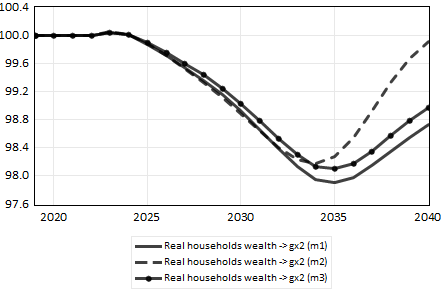 100.4
100.0
99.6
99.2
98.8
98.4
98.0
97.6
2020 2025 2030 2035 2040
Real households wealth -> gx2 (m1)
Real households wealth -> gx2 (m2)
Real households wealth -> gx2 (m3)